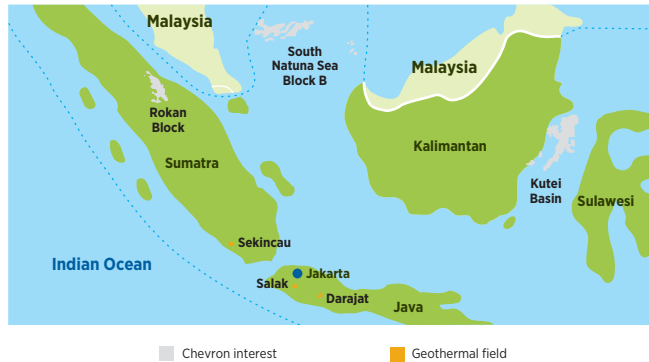 Malaysia
South
Natuna Sea
Block B
Malaysia
Rokan
Block
Sumatra
Kalimantan
Kutei
Basin
Sulawesi
Sekincau
Indian Ocean
Jakarta
Salak
Darajat
Java
Chevron interest
Geothermal field